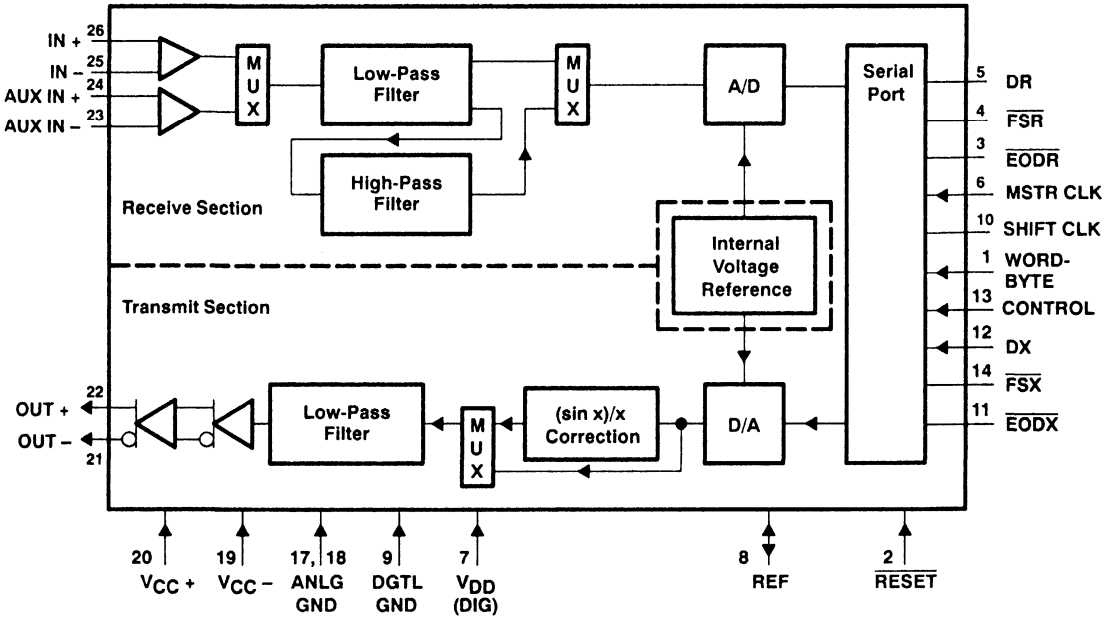 IN + 26
IN – 25
AUX IN + 24
AUX IN – 23
M
U
X
Low-Pass
Filter
High-Pass
Filter
M
U
X
A/D
Serial
Port
5 DR
4 FSR
3 EODR
6 MSTR CLK
10 SHIFT CLK
1 WORD-
BYTE
13 CONTROL
12 DX
14 FSX
11 EODX
Receive Section
Internal
Voltage
Reference
Transmit Section
OUT + 22
OUT – 21
Low-Pass
Filter
M
U
X
(sin x)/x
Correction
D/A
20
VCC +
19
VCC –
17, 18
ANLG
GND
9
DGTL
GND
7
VDD
(DIG)
8
REF
2
RESET